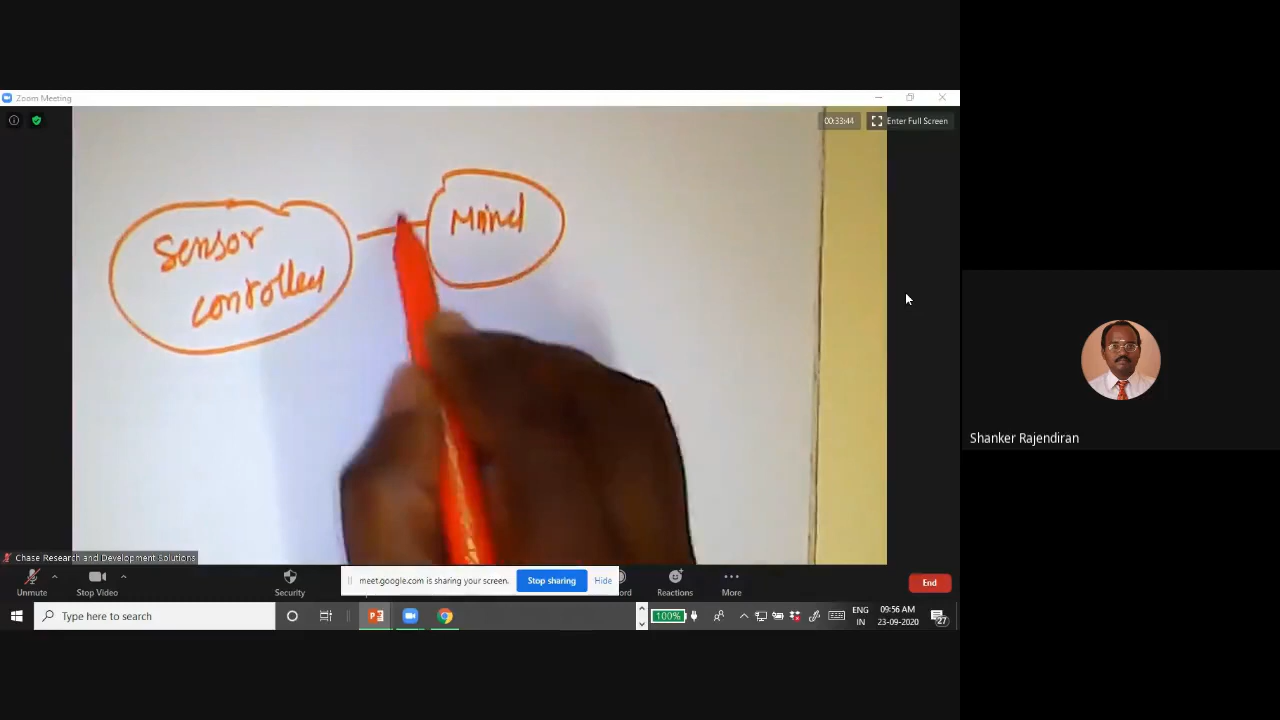 Zoom Meeting
00:33:44
Enter Full Screen
Sensor
controller
Mind
Shanker Rajendiran
Chase Research and Development Solutions
Unmute
Stop Video
Security
meet.google.com is sharing your screen.
Stop sharing
Hide
Reactions
More
End
Type here to search
100%
ENG
IN
09:56 AM
23-09-2020
27